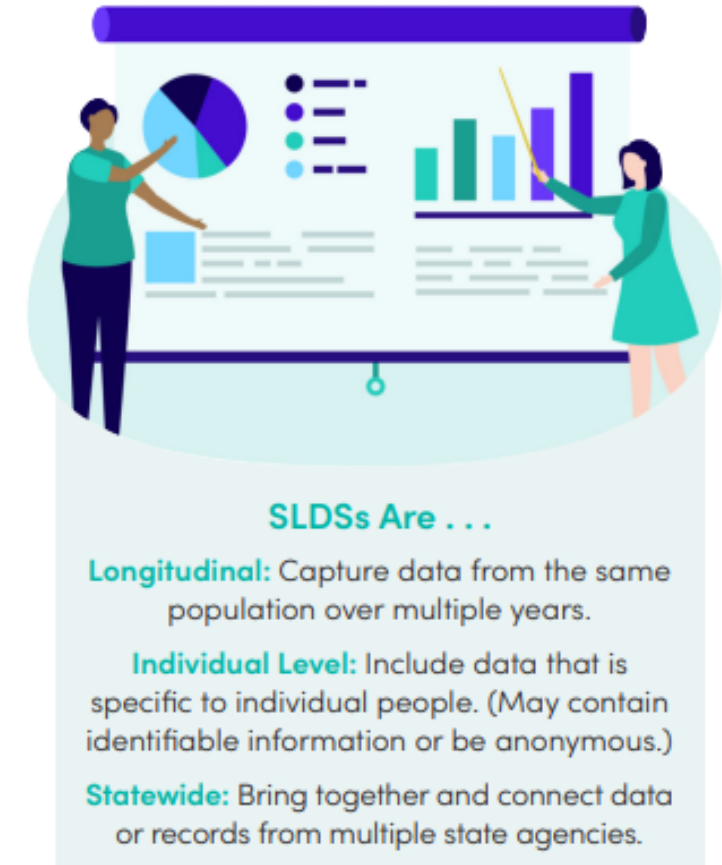 SLDSs Are . . .
Longitudinal: Capture data from the same
population over multiple years.
Individual Level: Include data that is
specific to individual people. (May contain
identifiable information or be anonymous.)
Statewide: Bring together and connect data
or records from multiple state agencies.